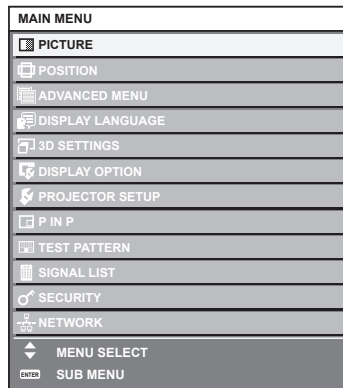 MAIN MENU
PICTURE
POSITION
ADVANCED MENU
DISPLAY LANGUAGE
3D SETTINGS
DISPLAY OPTION
PROJECTOR SETUP
P IN P
TEST PATTERN
SIGNAL LIST
SECURITY
NETWORK
MENU SELECT
ENTER SUB MENU